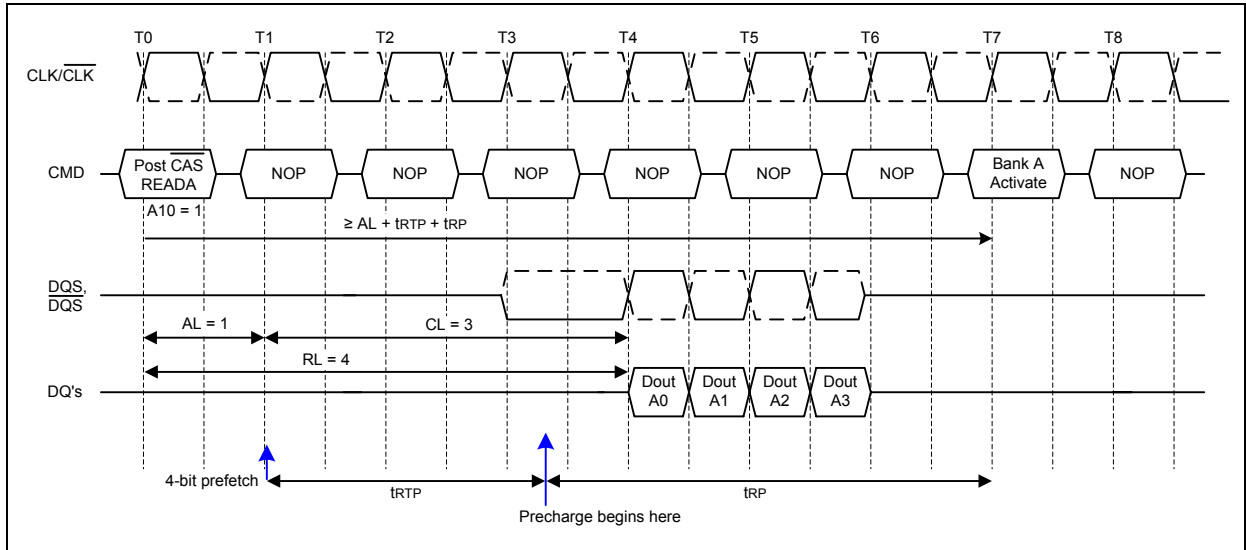 T0 T1 T2 T3 T4 T5 T6 T7 T8
CLK/CLK
CMD
Post CAS READA
NOP NOP NOP NOP NOP NOP
Bank A Activate
NOP
A10 = 1
≥ AL + tRTP + tRP
DQS,
DQS
AL = 1
CL = 3
RL = 4
DQ's
Dout A0
Dout A1
Dout A2
Dout A3
4-bit prefetch
tRTP
tRP
Precharge begins here